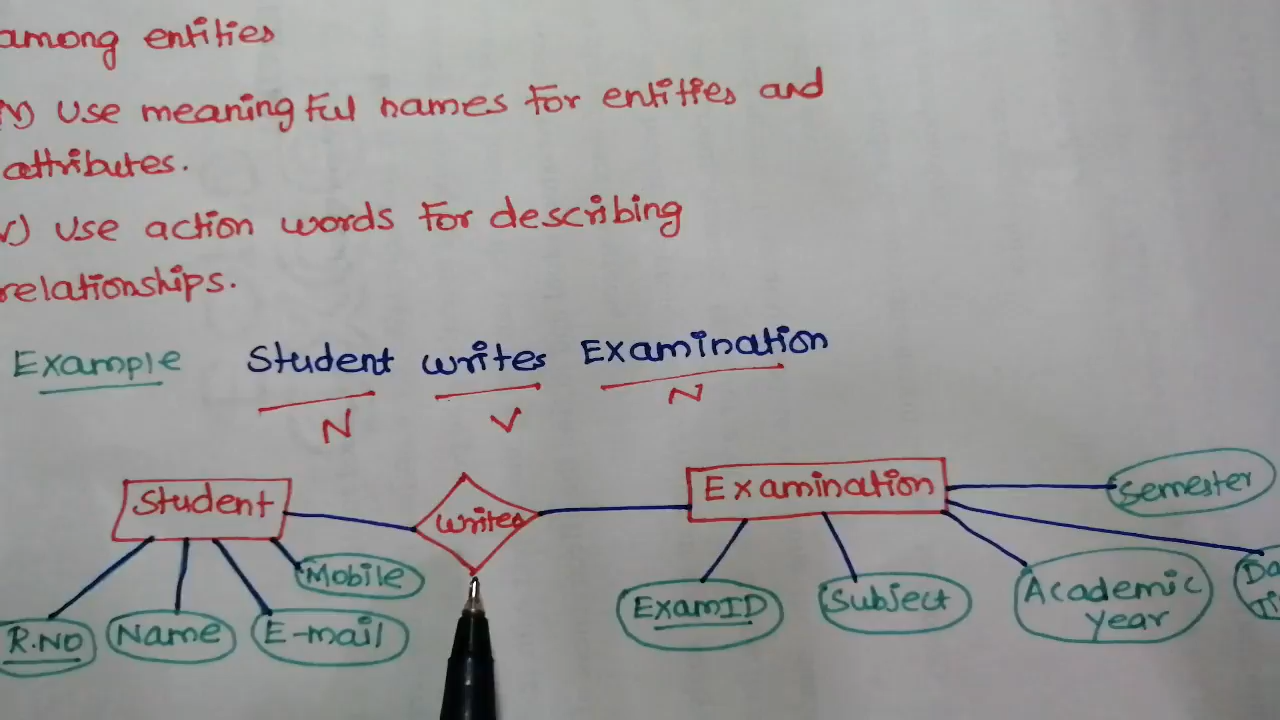 among entities
iv) Use meaningful names for entities and
attributes.
v) Use action words for describing
relationships.
Example Student writes Examination
N V N
Student writes Examination Semester
Mobile
R.NO Name E-mail ExamID Subject Academic
year